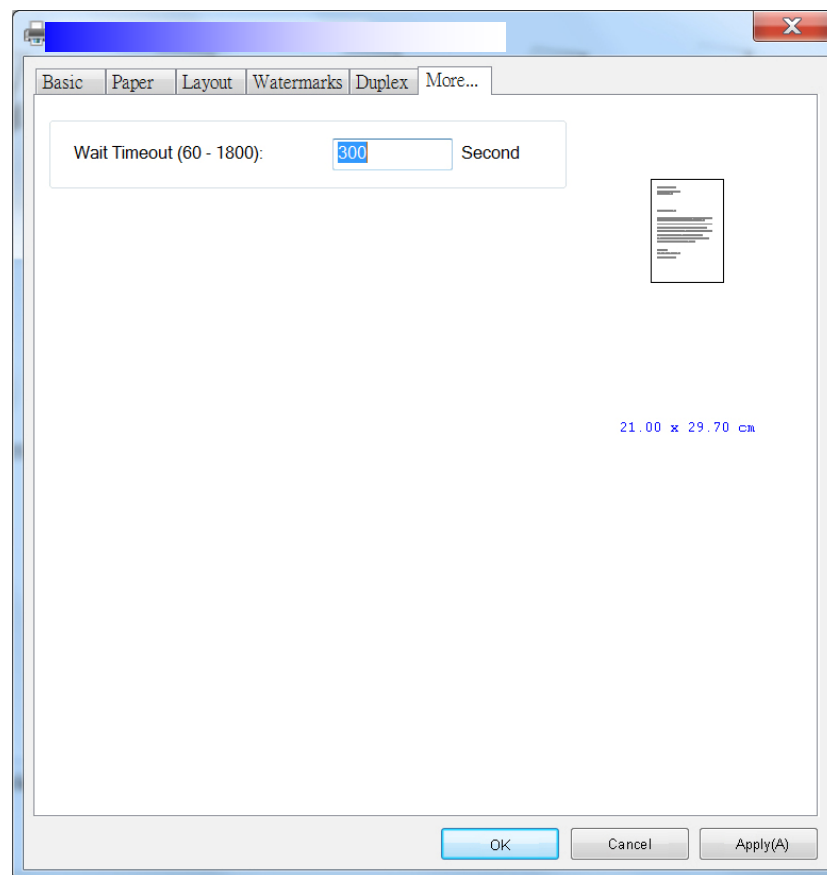 Basic Paper Layout Watermarks Duplex More...
Wait Timeout (60 - 1800): 300 Second
21.00 x 29.70 cm
OK Cancel Apply(A)